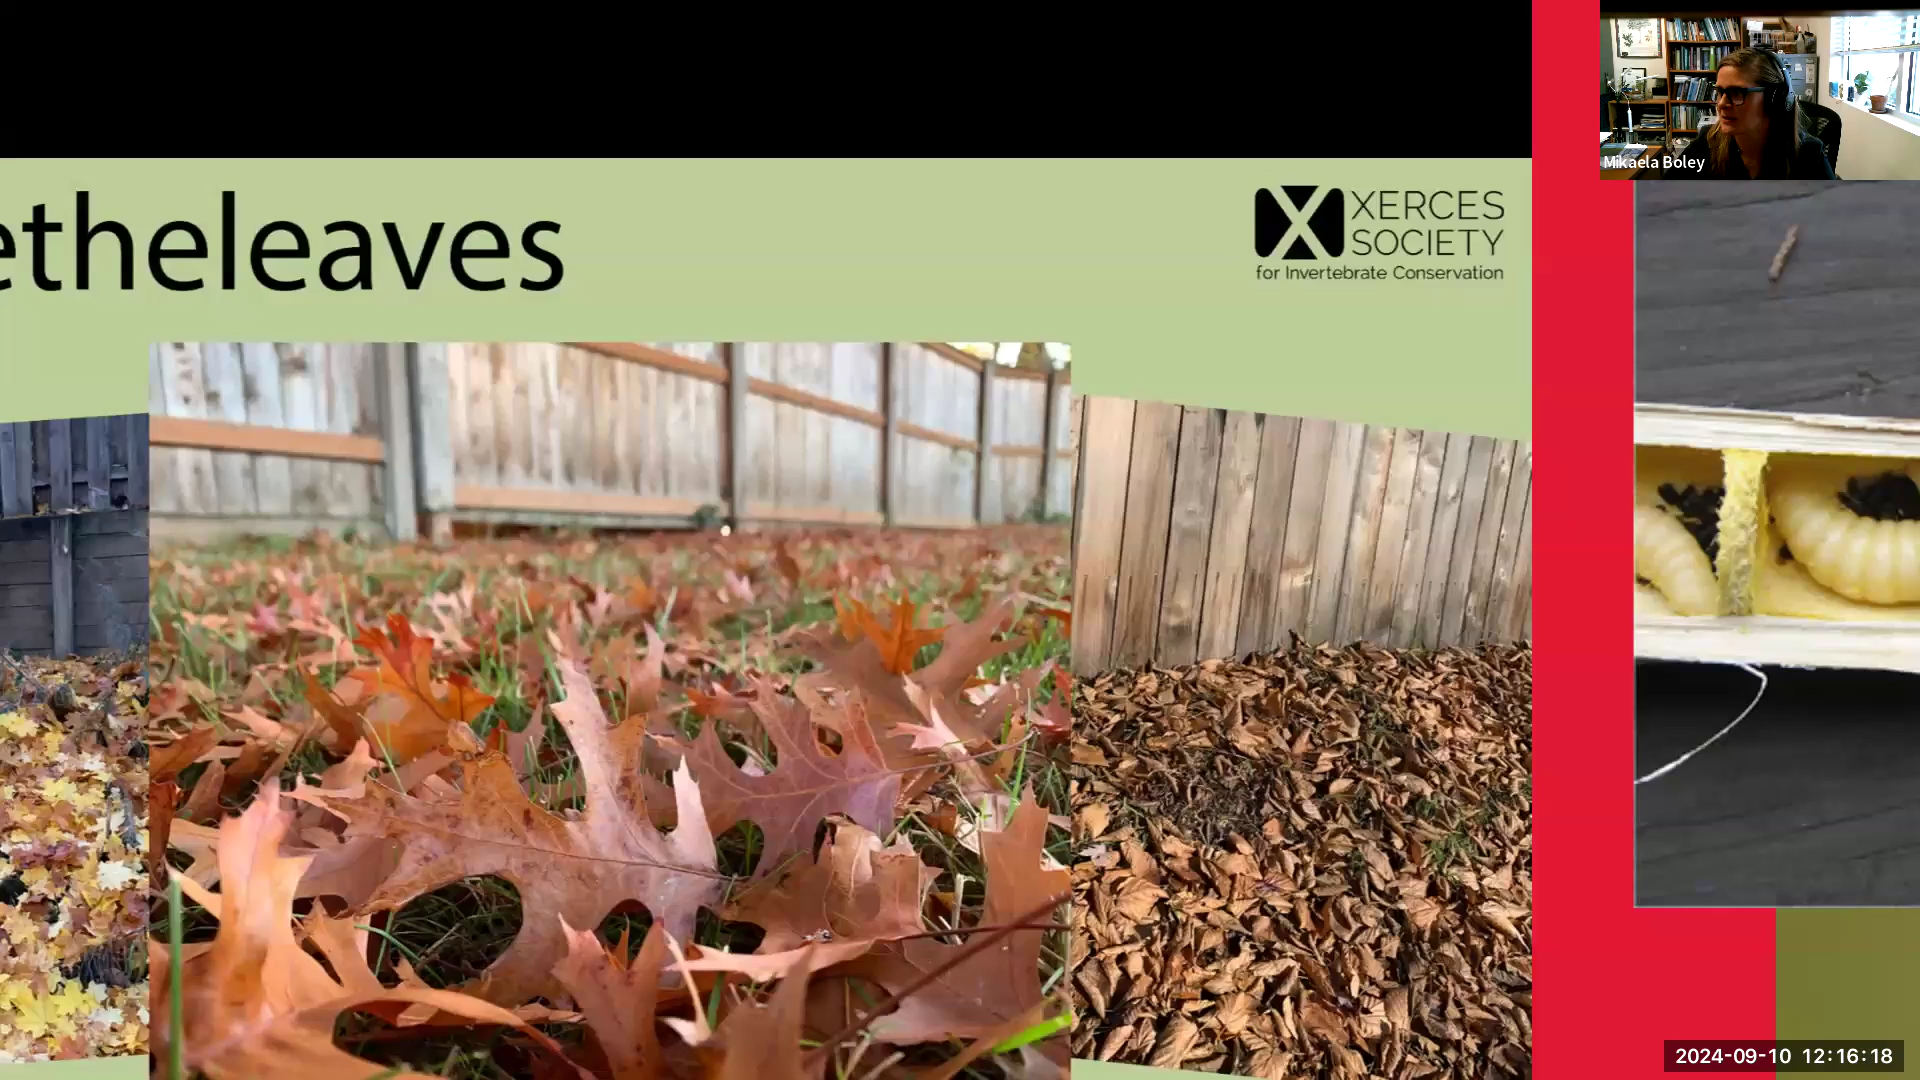 etheleaves
XERCES
SOCIETY
for Invertebrate Conservation
Mikaela Boley
2024-09-10 12:16:18